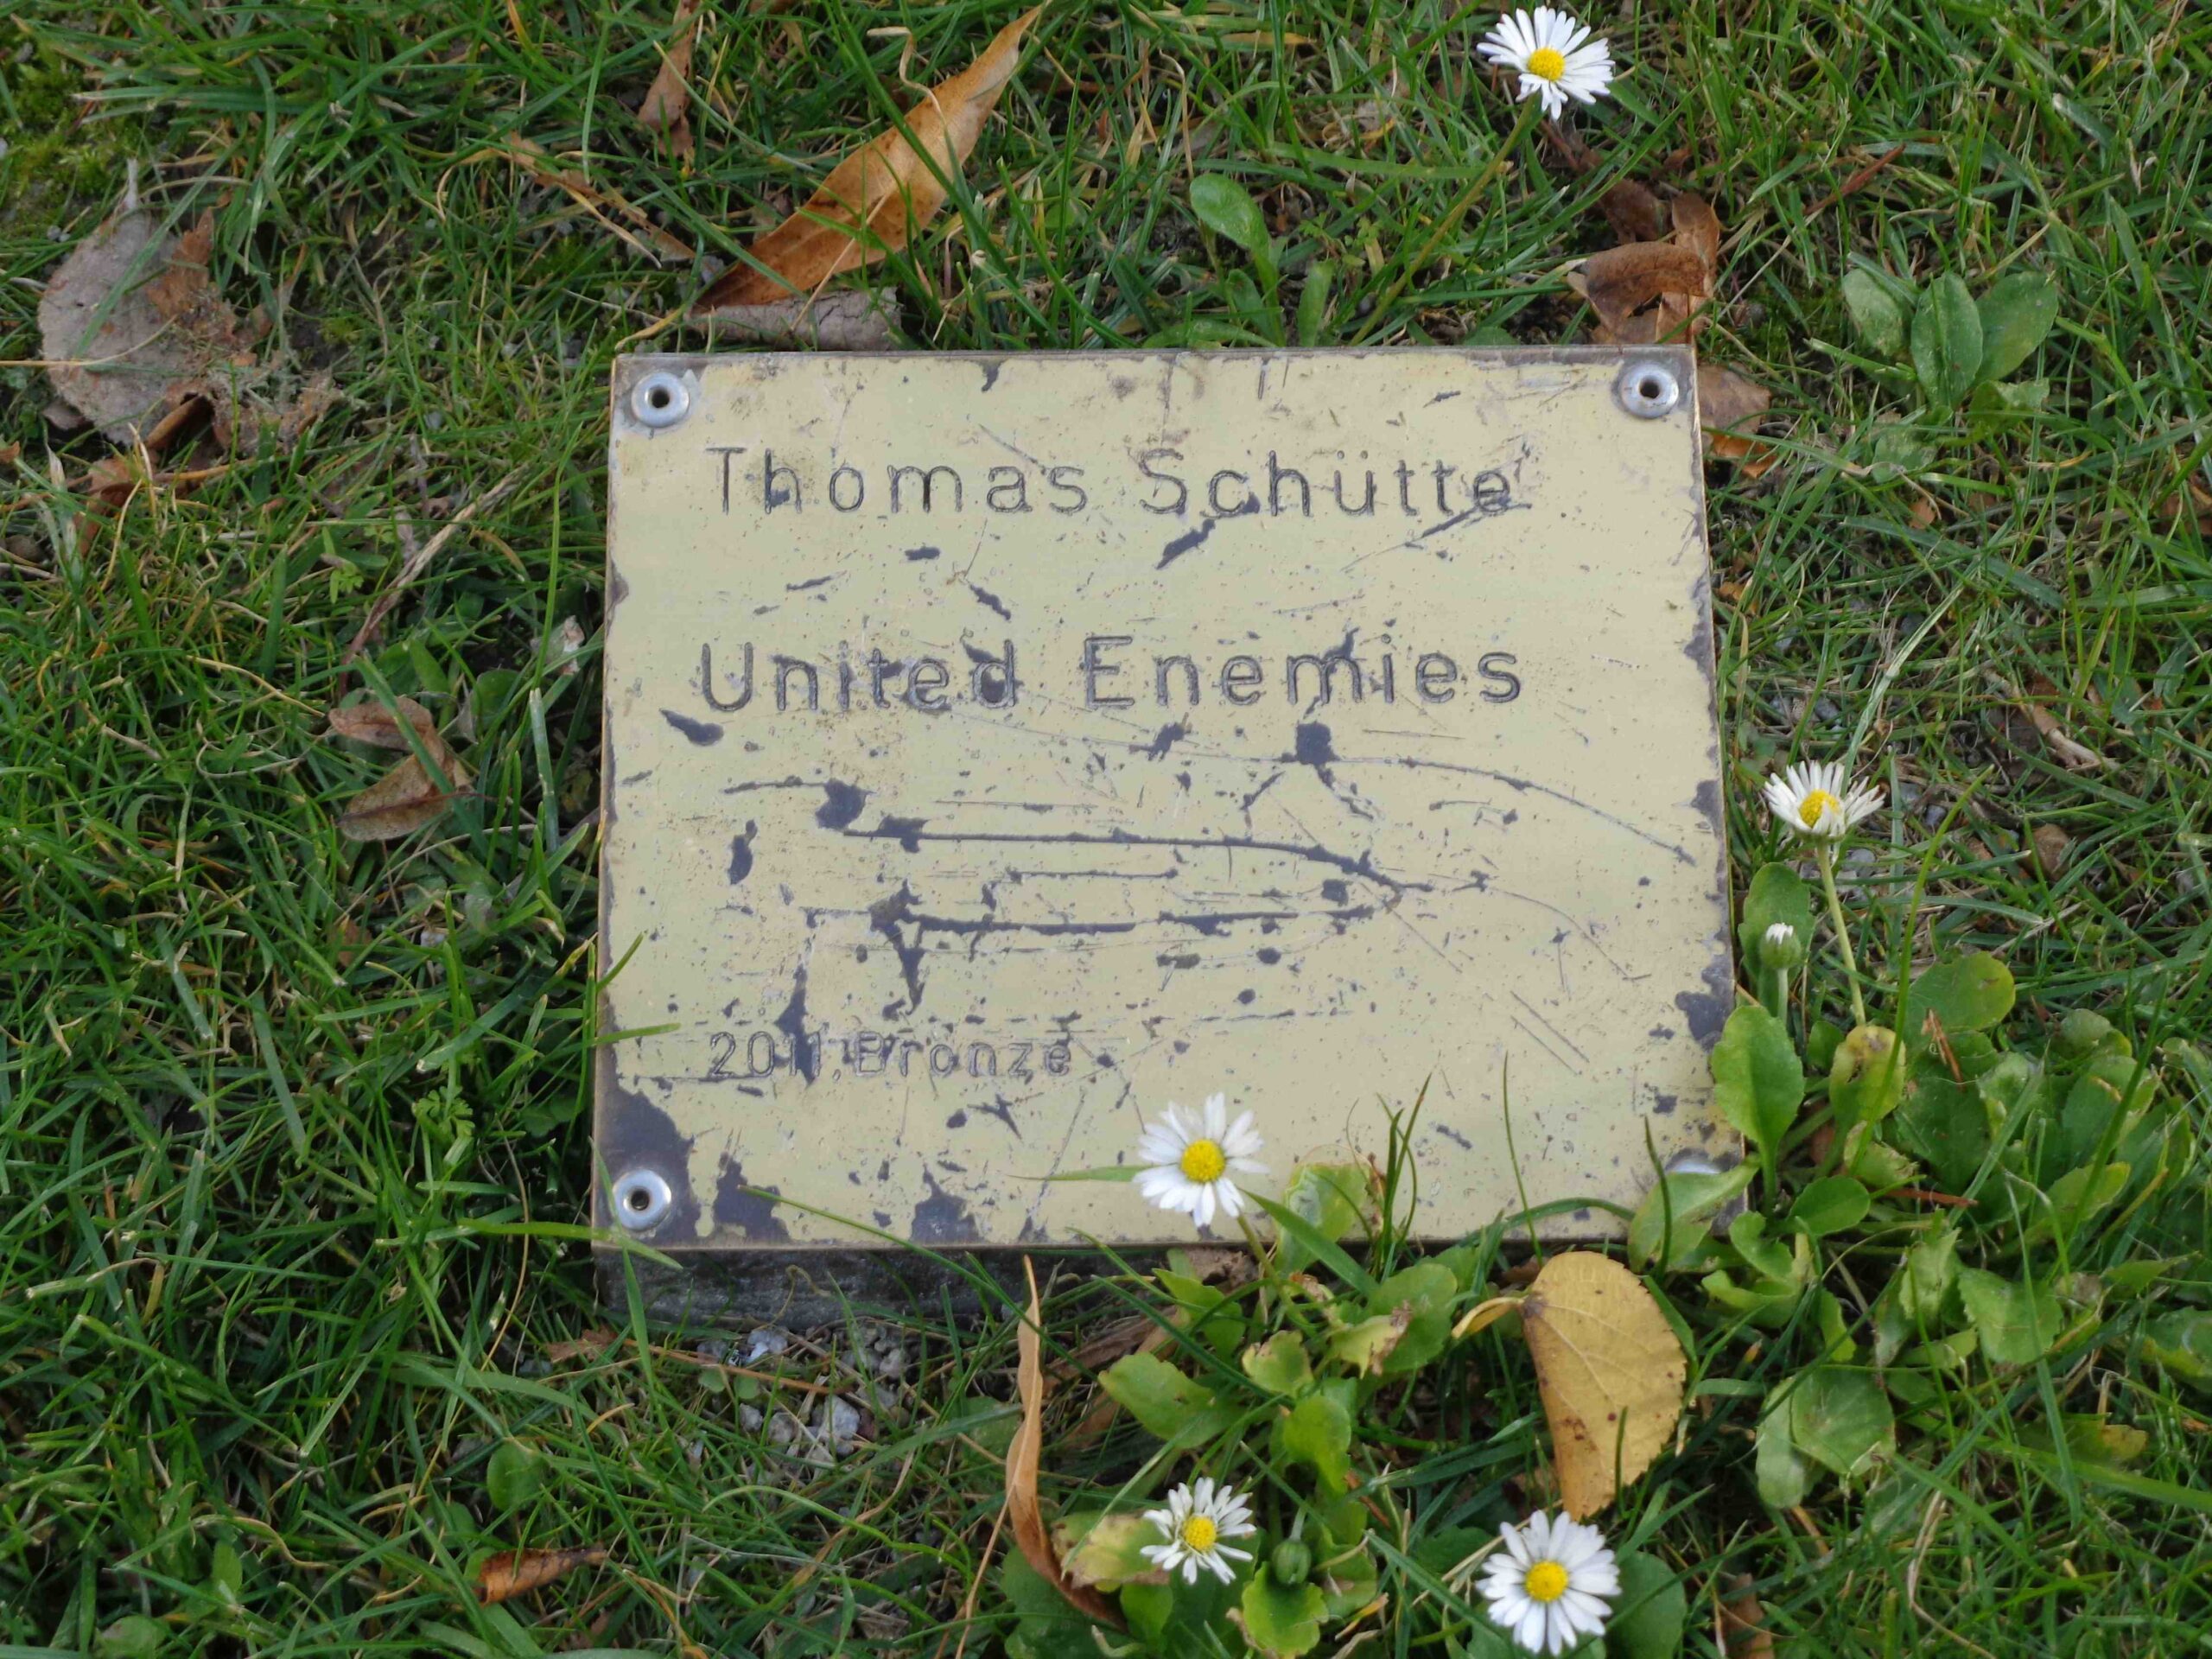 Thomas Schütte
United Enemies
2011, Bronze